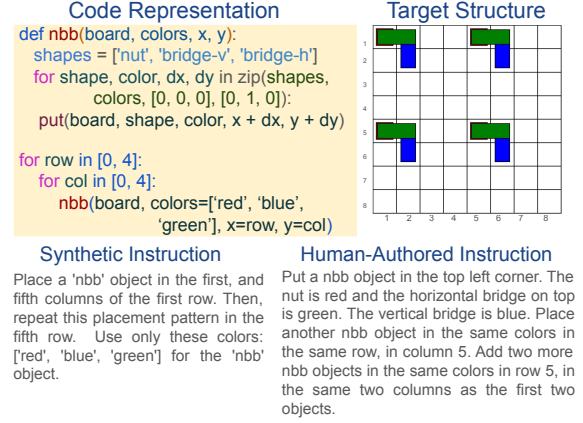 Code Representation
def nbb(board, colors, x, y):
shapes = ['nut', 'bridge-v', 'bridge-h']
for shape, color, dx, dy in zip(shapes,
colors, [0, 0, 0], [0, 1, 0]):
put(board, shape, color, x + dx, y + dy)
for row in [0, 4]:
for col in [0, 4]:
nbb(board, colors=['red', ‘blue’,
‘green’], x=row, y=col)
Target Structure
1
2
3
4
5
6
7
8
1 2 3 4 5 6 7 8
Synthetic Instruction
Place a 'nbb' object in the first, and
fifth columns of the first row. Then,
repeat this placement pattern in the
fifth row. Use only these colors:
['red', 'blue', 'green'] for the 'nbb'
object.
Human-Authored Instruction
Put a nbb object in the top left corner. The
nut is red and the horizontal bridge on top
is green. The vertical bridge is blue. Place
another nbb object in the same colors in
the same row, in column 5. Add two more
nbb objects in the same colors in row 5, in
the same two columns as the first two
objects.